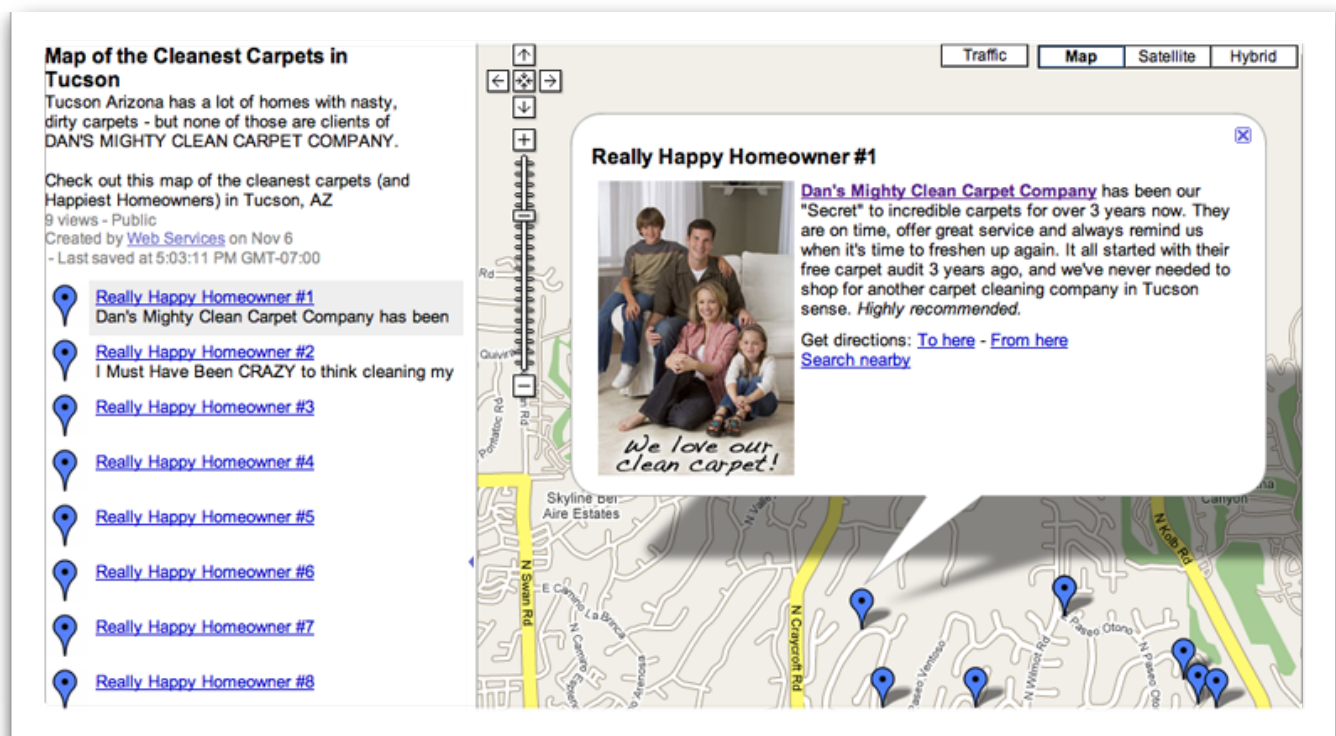 Map of the Cleanest Carpets in
Tucson
Tucson Arizona has a lot of homes with nasty,
dirty carpets - but none of those are clients of
DAN'S MIGHTY CLEAN CARPET COMPANY.
Check out this map of the cleanest carpets (and
Happiest Homeowners) in Tucson, AZ
9 views - Public
Created by Web Services on Nov 6
- Last saved at 5:03:11 PM GMT-07:00
Really Happy Homeowner #1
Dan's Mighty Clean Carpet Company has been
Really Happy Homeowner #2
I Must Have Been CRAZY to think cleaning my
Really Happy Homeowner #3
Really Happy Homeowner #4
Really Happy Homeowner #5
Really Happy Homeowner #6
Really Happy Homeowner #7
Really Happy Homeowner #8
Traffic
Map
Satellite
Hybrid
Really Happy Homeowner #1
Dan's Mighty Clean Carpet Company has been our
"Secret" to incredible carpets for over 3 years now. They
are on time, offer great service and always remind us
when it's time to freshen up again. It all started with their
free carpet audit 3 years ago, and we've never needed to
shop for another carpet cleaning company in Tucson
sense. Highly recommended.
Get directions: To here - From here
Search nearby
We love our
clean carpet!
Rd
Pontatoc Rd
Skyline Bel
Aire Estates
N Valle
Canyon
N Kolb Rd
N Swan Rd
E Camino La Brinca
N Camino
Arenosa
N Craycroft Rd
Paseo Ventoso
N Wilmot Rd
E Paseo Otono
N Paseo